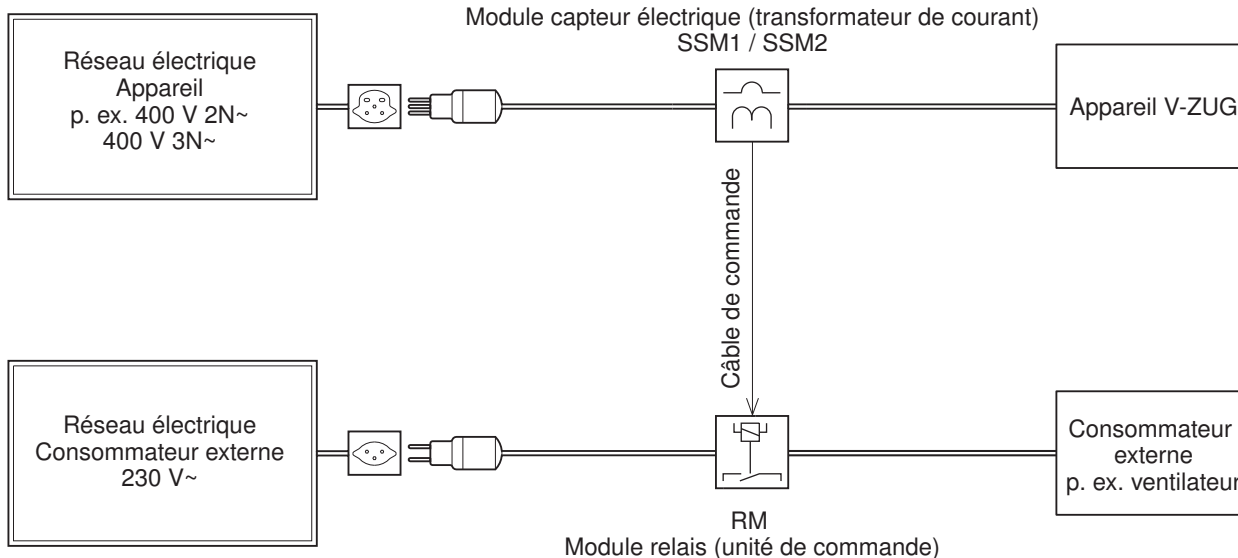 Module capteur électrique (transformateur de courant)
SSM1 / SSM2
Réseau électrique
Appareil
p. ex. 400 V 2N~
400 V 3N~
Appareil V-ZUG
Câble de commande
Réseau électrique
Consommateur externe
230 V~
Consommateur
externe
p. ex. ventilateur
RM
Module relais (unité de commande)